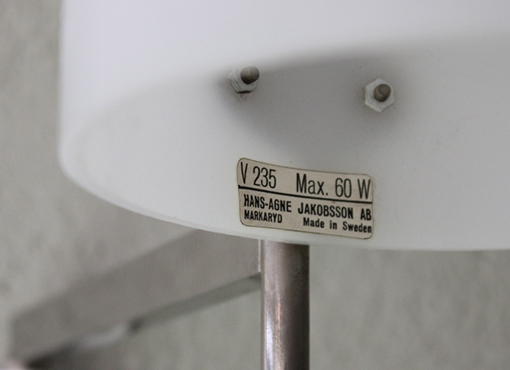 V 235 Max. 60 W
HANS-AGNE JAKOBSSON AB
MARKARYD Made in Sweden